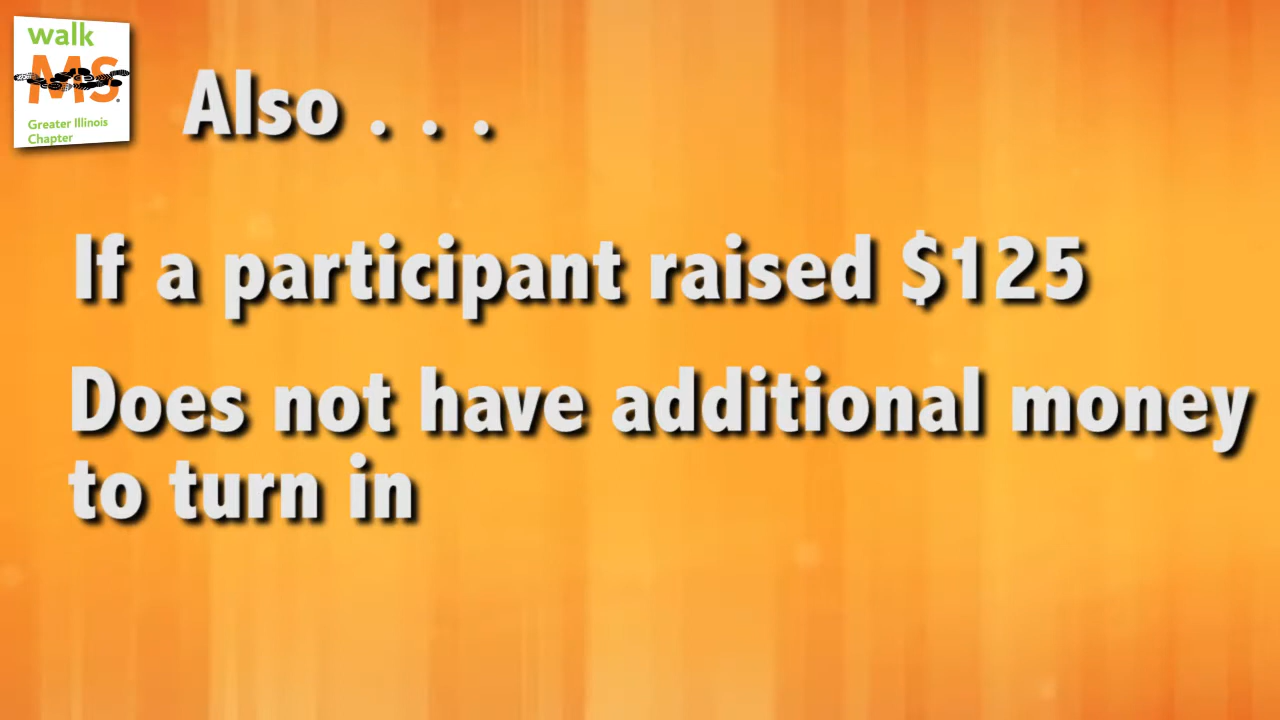 walk
MS®
Greater Illinois
Chapter
Also . . .
If a participant raised $125
Does not have additional money
to turn in